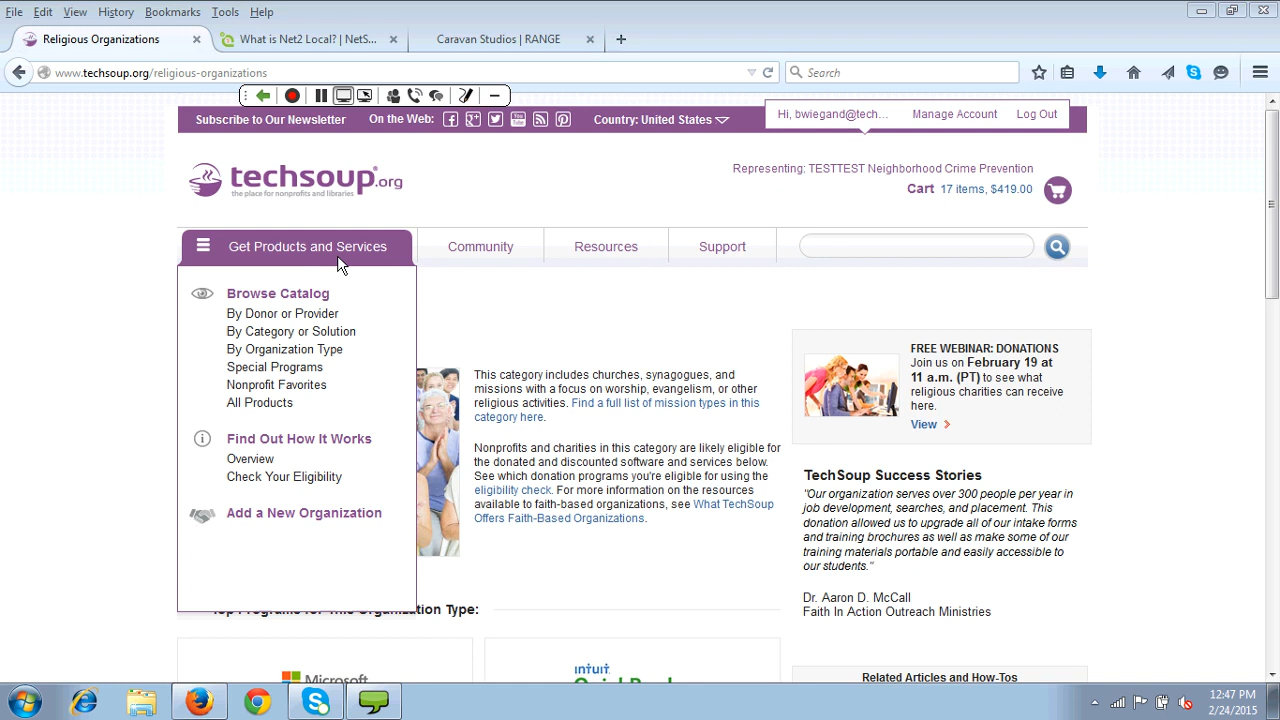 File Edit View History Bookmarks Tools Help
Religious Organizations
What is Net2 Local? | NetS...
Caravan Studios | RANGE
www.techsoup.org/religious-organizations
Search
Subscribe to Our Newsletter
On the Web:
Country: United States
Hi, bwiegand@tech...
Manage Account
Log Out
techsoup.org
the place for nonprofits and libraries
Representing: TESTTEST Neighborhood Crime Prevention
Cart 17 items, $419.00
Get Products and Services
Community
Resources
Support
Browse Catalog
By Donor or Provider
By Category or Solution
By Organization Type
Special Programs
Nonprofit Favorites
All Products
Find Out How It Works
Overview
Check Your Eligibility
Add a New Organization
This category includes churches, synagogues, and
missions with a focus on worship, evangelism, or other
religious activities. Find a full list of mission types in this
category here.
Nonprofits and charities in this category are likely eligible for
the donated and discounted software and services below.
See which donation programs you're eligible for using the
eligibility check. For more information on the resources
available to faith-based organizations, see What TechSoup
Offers Faith-Based Organizations.
Top Programs for This Organization Type:
Microsoft
intuit
FREE WEBINAR: DONATIONS
Join us on February 19 at
11 a.m. (PT) to see what
religious charities can receive
here.
View
TechSoup Success Stories
"Our organization serves over 300 people per year in
job development, searches, and placement. This
donation allowed us to upgrade all of our intake forms
and training brochures as well as make some of our
training materials portable and easily accessible to
our students."
Dr. Aaron D. McCall
Faith In Action Outreach Ministries
Related Articles and How-Tos
12:47 PM
2/24/2015